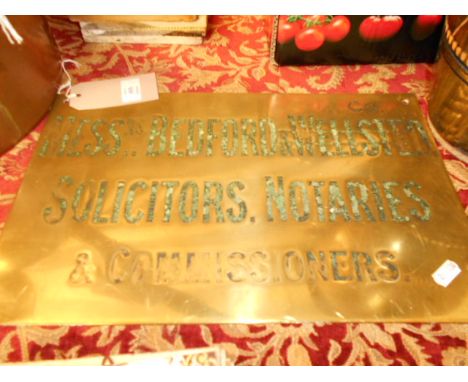 MESSRS BEDFORD & WELLSTED
SOLICITORS. NOTARIES
& COMMISSIONERS.